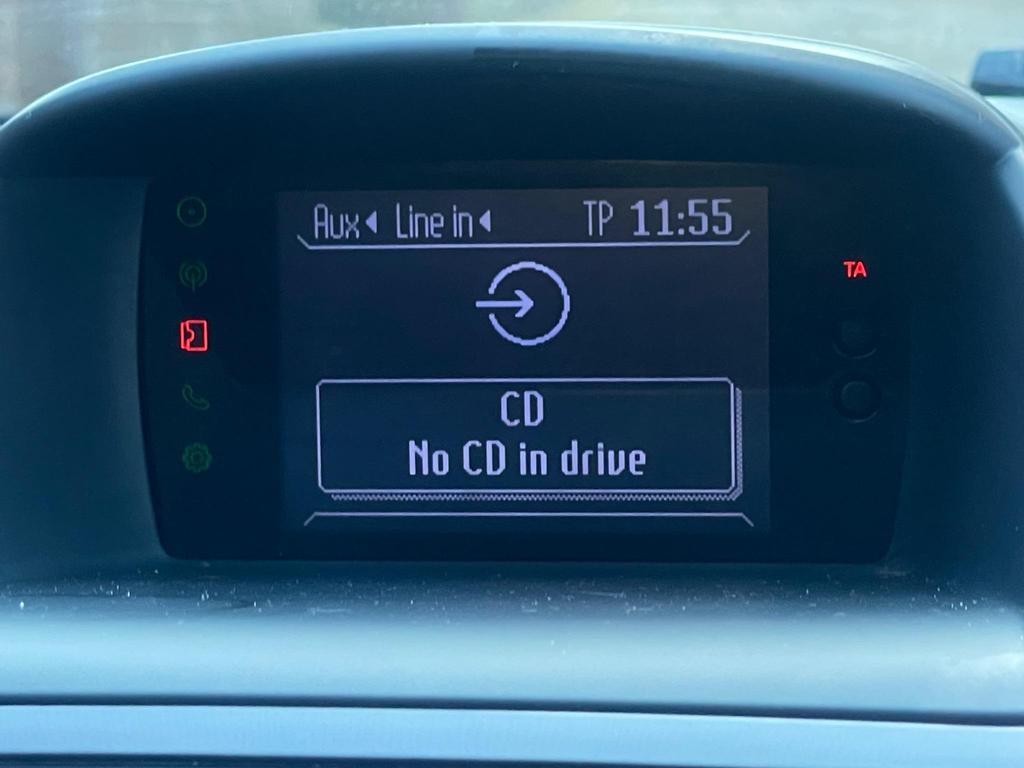 Aux Line in TP 11:55
TA
CD
No CD in drive